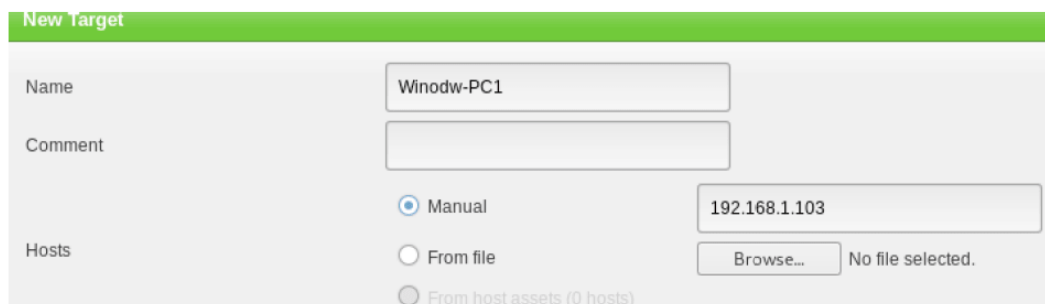 New Target
Name Winodw-PC1
Comment
Manual 192.168.1.103
Hosts
From file Browse... No file selected.
From host assets (0 hosts)